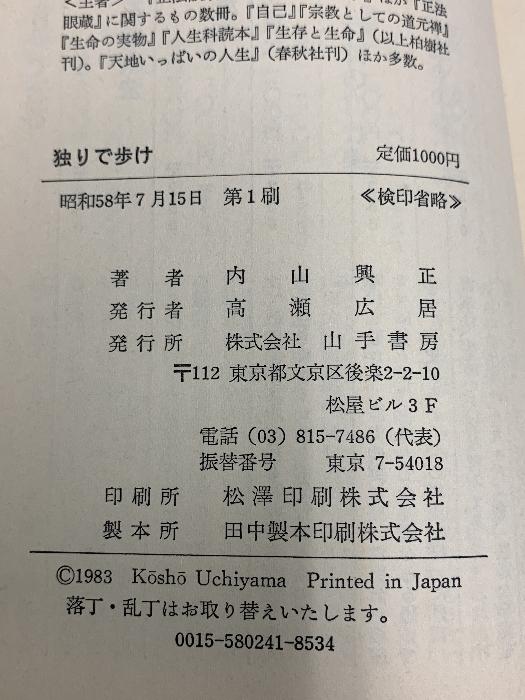 眼蔵』に関するもの数冊。『自己』『宗教としての道元禅』
『生命の実物』『人生科読本』『生存と生命』(以上柏樹社
刊)。『天地いっぱいの人生』(春秋社刊)ほか多数。
独りで歩け 定価1000円
昭和58年7月15日 第1刷 ≪検印省略≫
著者 内山興正
発行者 高瀬広居
発行所 株式会社 山手書房
〒112 東京都文京区後楽2-2-10
松屋ビル3F
電話(03)815-7486(代表)
振替番号 東京 7-54018
印刷所 松澤印刷株式会社
製本所 田中製本印刷株式会社
©1983 Kōshō Uchiyama Printed in Japan
落丁・乱丁はお取り替えいたします。
0015-580241-8534